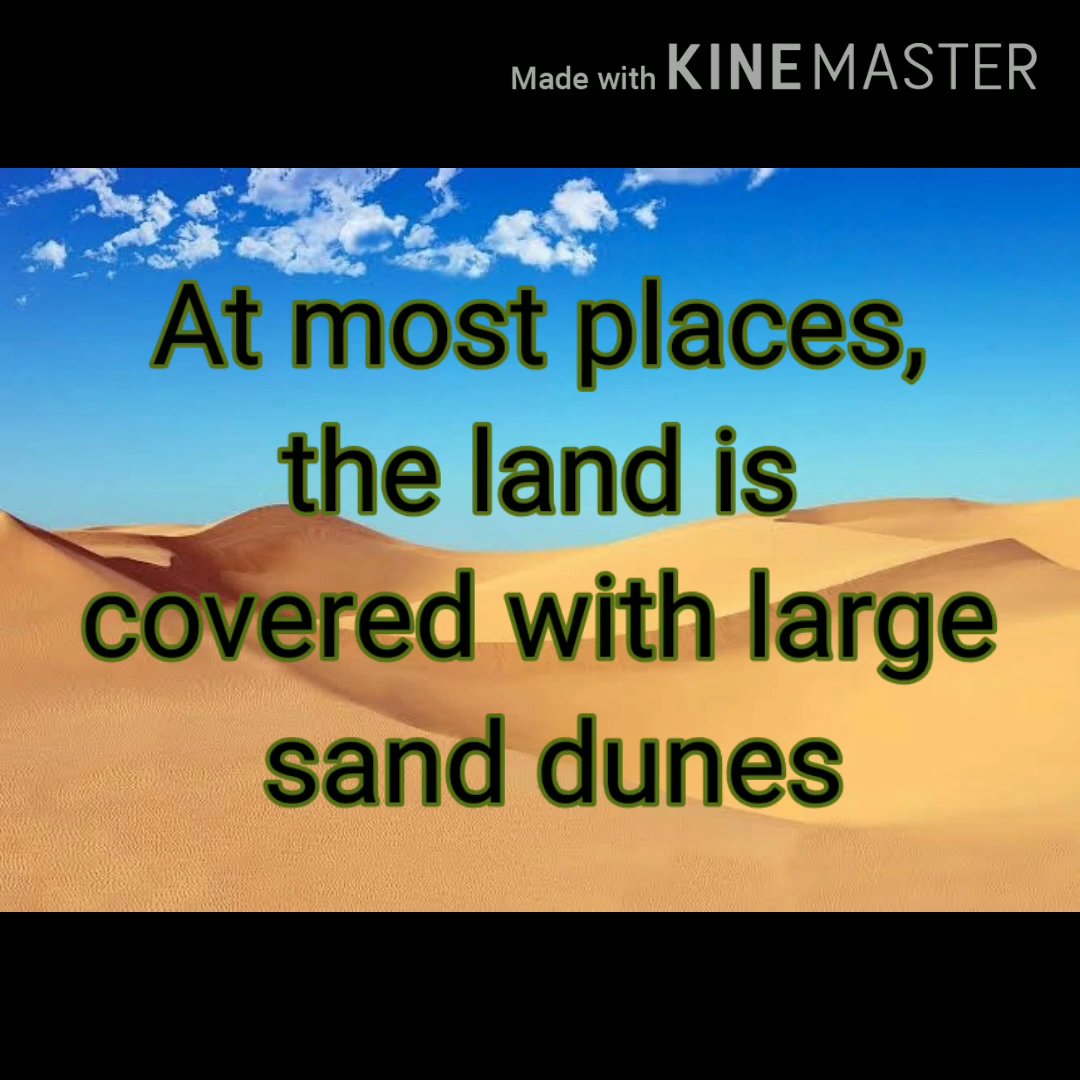 Made with KINEMASTER
At most places,
the land is
covered with large
sand dunes